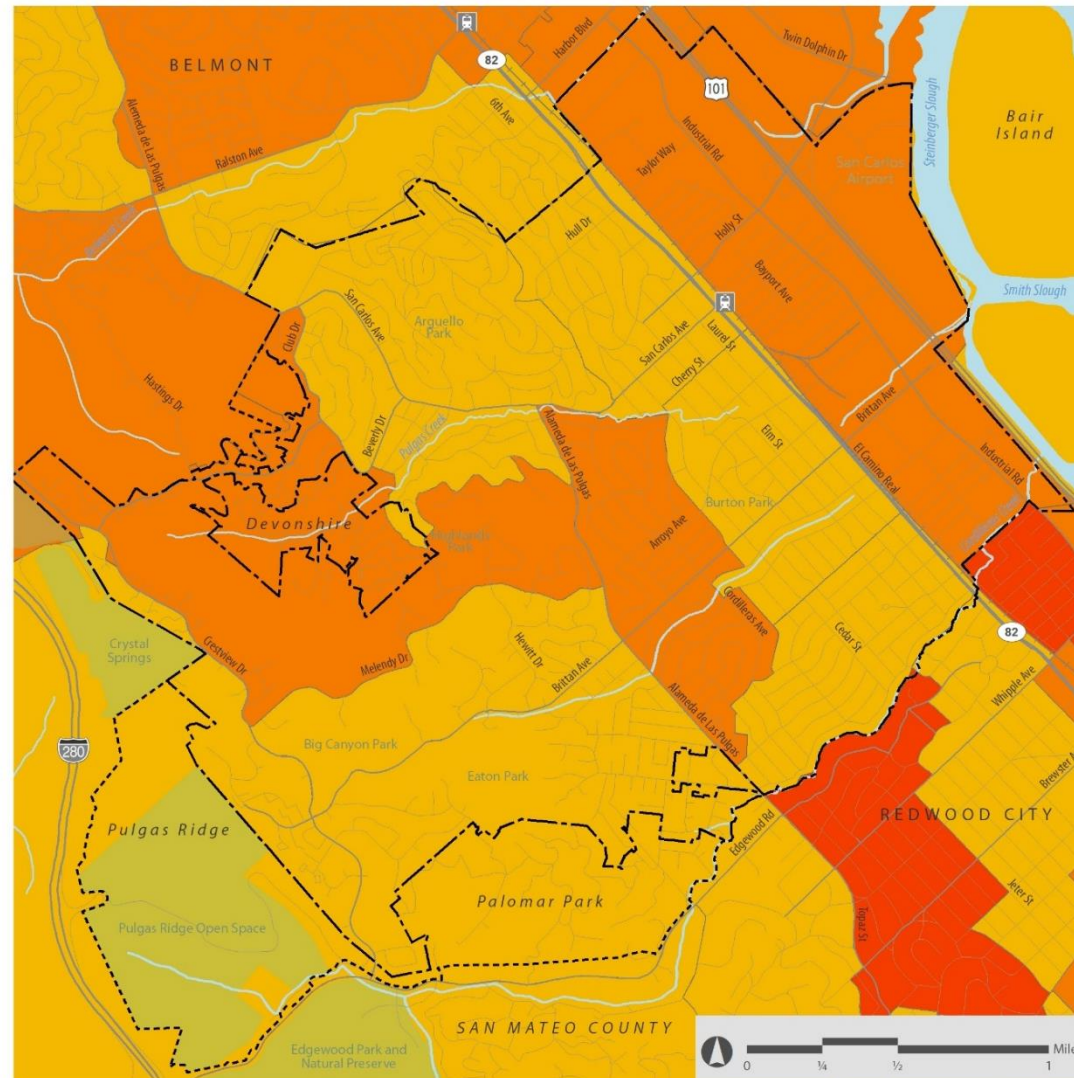 BELMONT
82
Harbor Blvd
Twin Dolphin Dr
101
Steinberger Slough
Bair
Island
6th Ave
Alameda de Las Pulgas
Ralston Ave
Industrial Rd
Taylor Way
San Carlos
Airport
Hull Dr
Holly St
Bayport Ave
Smith Slough
San Carlos Ave
Arguello
Park
Club Dr
San Carlos Ave
Laurel St
Cherry St
Hastings Dr
Beverly Dr
Pulgas Creek
Alameda de Las Pulgas
Elm St
Brittan Ave
El Camino Real
Industrial Rd
Devonshire
Highlands
Park
Burton Park
Arroyo Ave
Cordilleras Ave
Cedar St
82
Crystal
Springs
Crestview Dr
Melendy Dr
Hewitt Dr
Brittan Ave
Alameda de Las Pulgas
Whipple Ave
280
Big Canyon Park
Eaton Park
Pulgas Ridge
Edgewood Rd
REDWOOD CITY
Palomar Park
Jeter St
Topaz St
Pulgas Ridge Open Space
SAN MATEO COUNTY
Edgewood Park and
Natural Preserve
0
¼
½
1